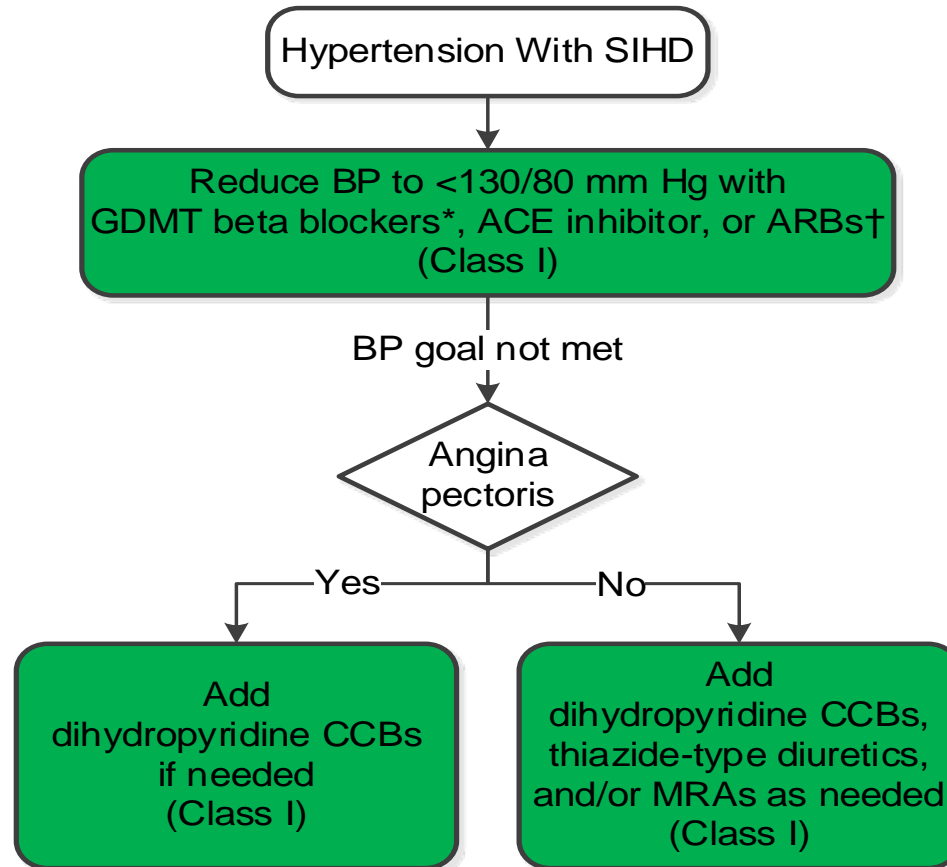 Hypertension With SIHD
Reduce BP to <130/80 mm Hg with
GDMT beta blockers*, ACE inhibitor, or ARBs†
(Class I)
BP goal not met
Angina
pectoris
Yes
No
Add
dihydropyridine CCBs
if needed
(Class I)
Add
dihydropyridine CCBs,
thiazide-type diuretics,
and/or MRAs as needed
(Class I)